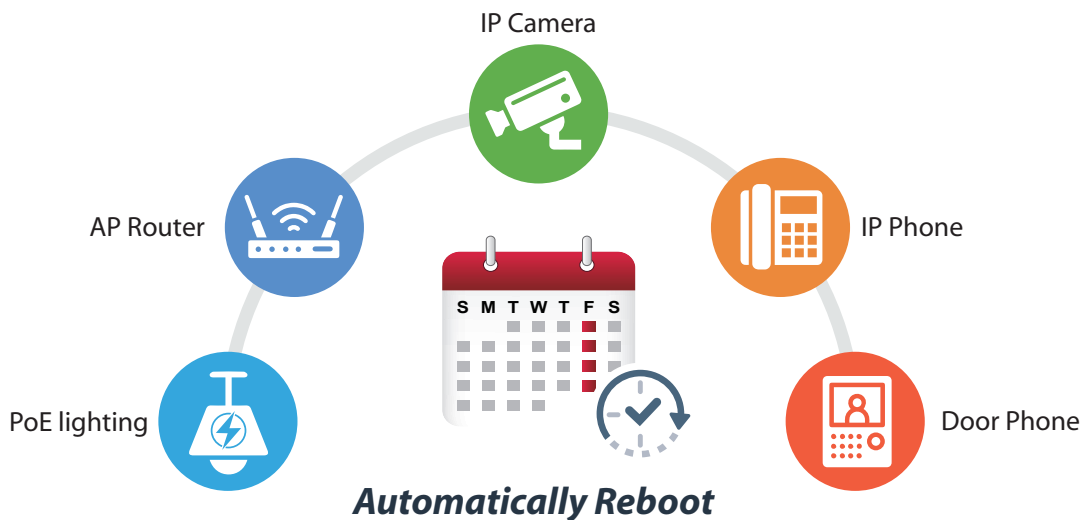 IP Camera
AP Router
IP Phone
S M T W T F S
PoE lighting
Door Phone
Automatically Reboot